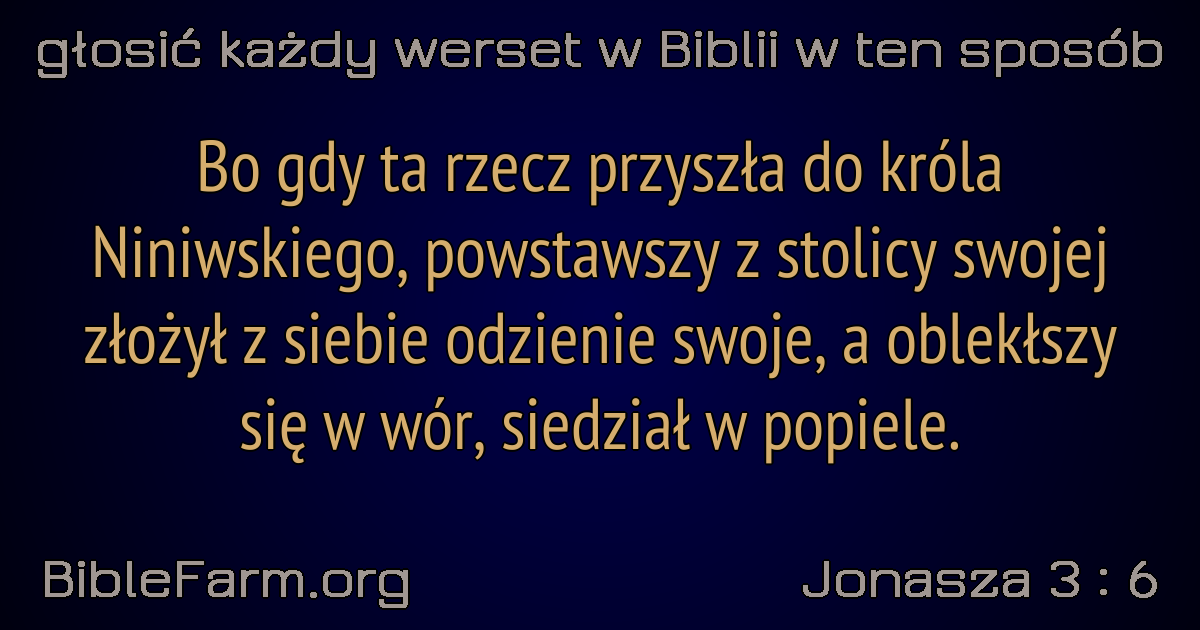 głosić każdy werset w Biblii w ten sposób
Bo gdy ta rzecz przyszła do króla
Niniwskiego, powstawszy z stolicy swojej
złożył z siebie odzienie swoje, a oblekłszy
się w wór, siedział w popiele.
BibleFarm.org
Jonasza 3 : 6